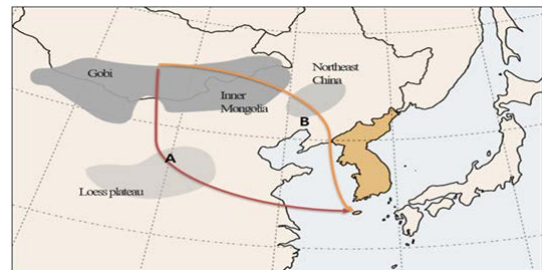 Gobi
Northeast
China
Inner
Mongolia
B
A
Loess plateau